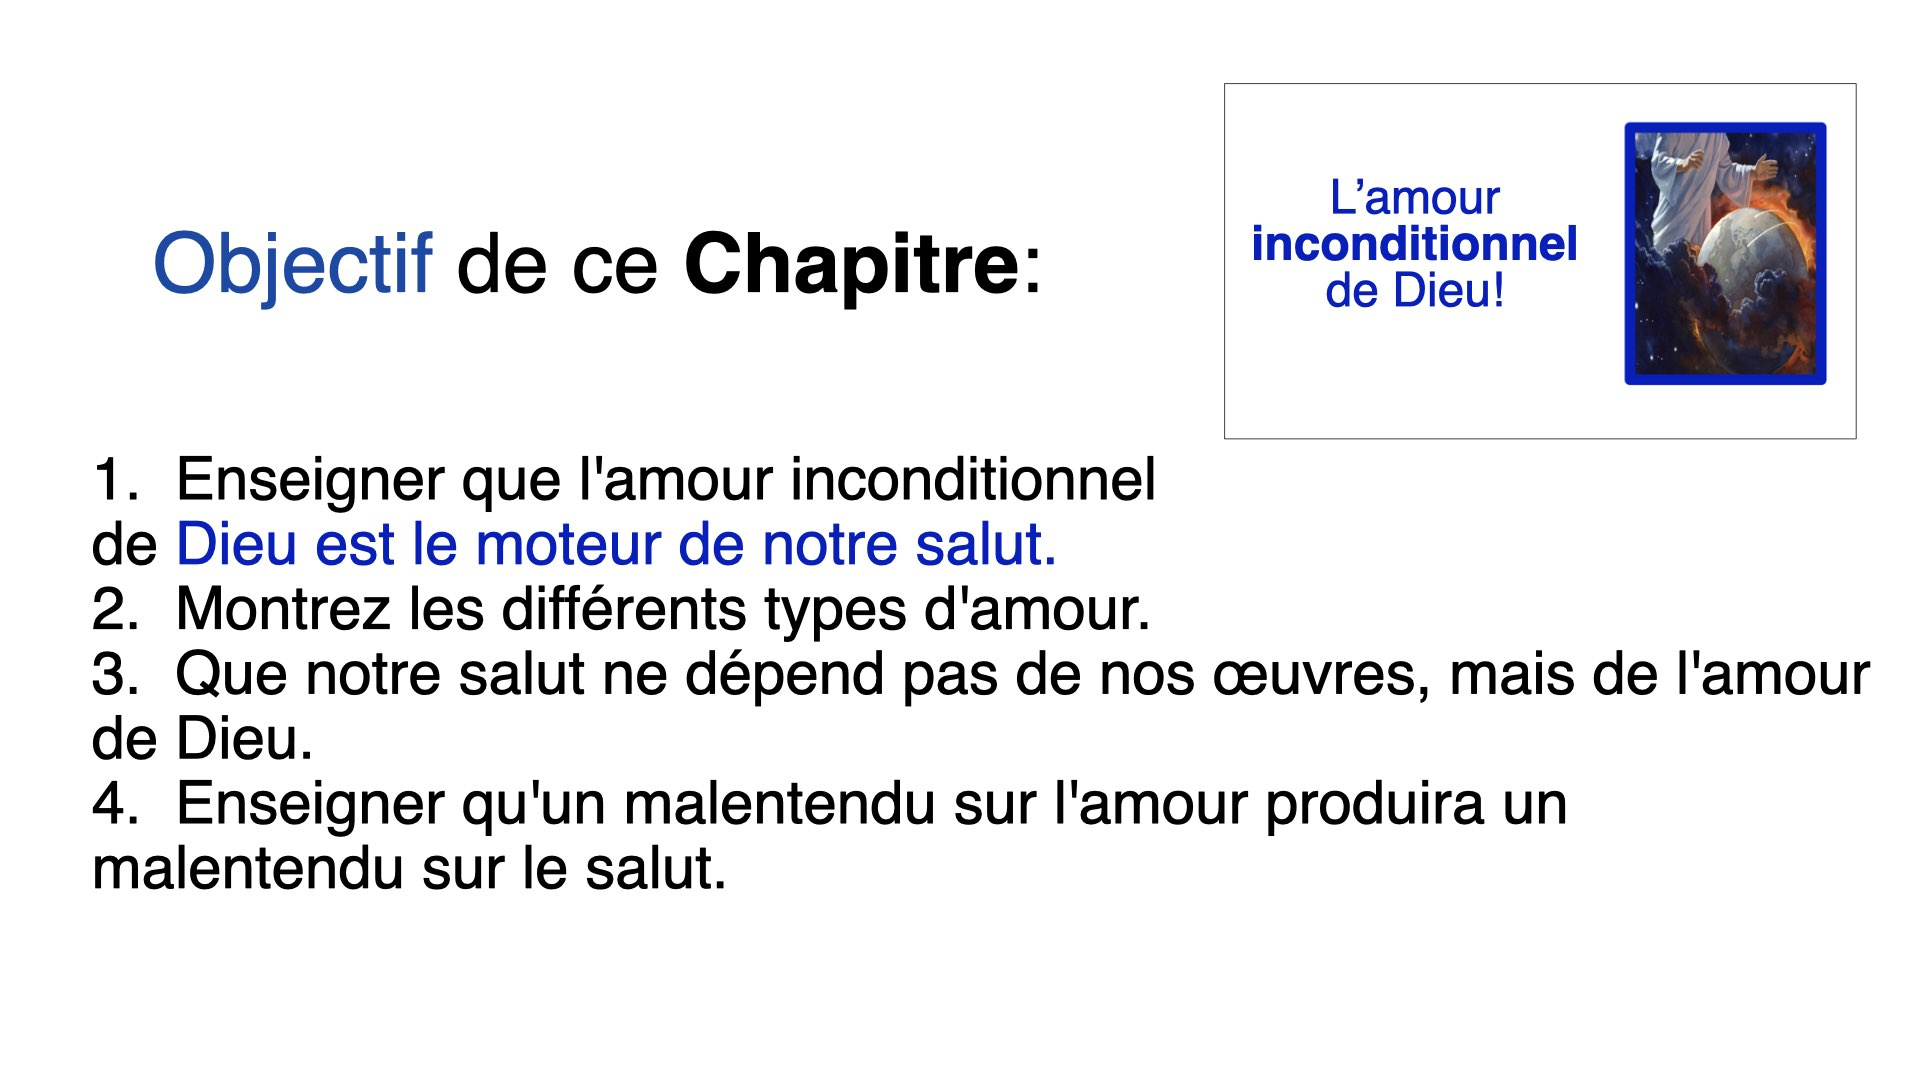 Objectif de ce Chapitre:
L’amour
inconditionnel
de Dieu!
1. Enseigner que l'amour inconditionnel
de Dieu est le moteur de notre salut.
2. Montrez les différents types d'amour.
3. Que notre salut ne dépend pas de nos œuvres, mais de l'amour
de Dieu.
4. Enseigner qu'un malentendu sur l'amour produira un
malentendu sur le salut.